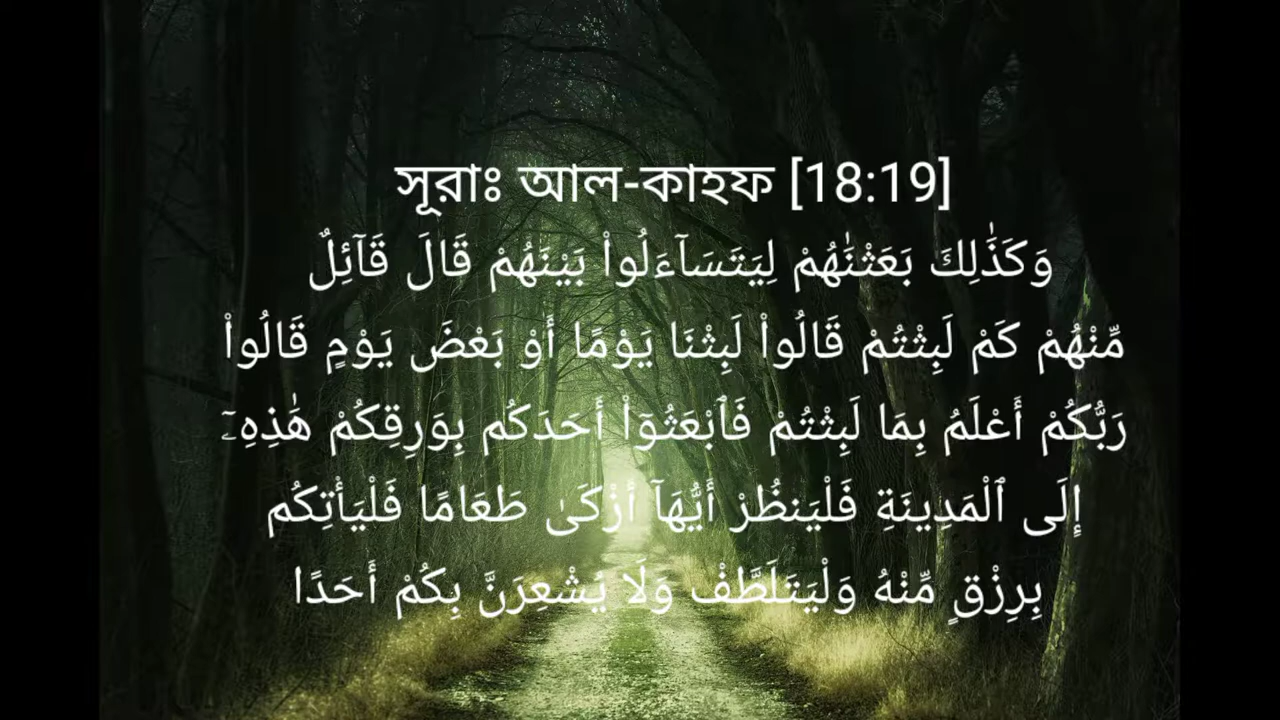 সূরাঃ আল-কাহফ [18:19]
وَكَذَٰلِكَ بَعَثْنَٰهُمْ لِيَتَسَآءَلُوا۟ بَيْنَهُمْ قَالَ قَآئِلٌ
مِّنْهُمْ كَمْ لَبِثْتُمْ قَالُوا۟ لَبِثْنَا يَوْمًا أَوْ بَعْضَ يَوْمٍ قَالُوا۟
رَبُّكُمْ أَعْلَمُ بِمَا لَبِثْتُمْ فَٱبْعَثُوٓا۟ أَحَدَكُم بِوَرِقِكُمْ هَٰذِهِۦٓ
إِلَى ٱلْمَدِينَةِ فَلْيَنظُرْ أَيُّهَآ أَزْكَىٰ طَعَامًا فَلْيَأْتِكُم
بِرِزْقٍ مِّنْهُ وَلْيَتَلَطَّفْ وَلَا يُشْعِرَنَّ بِكُمْ أَحَدًا